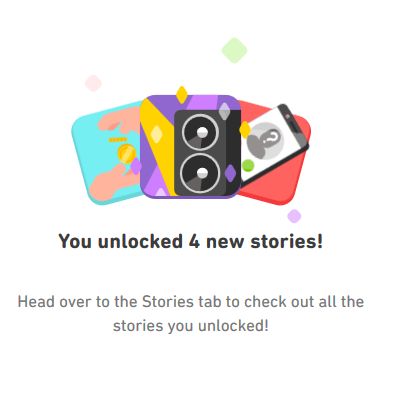 You unlocked 4 new stories!
Head over to the Stories tab to check out all the
stories you unlocked!